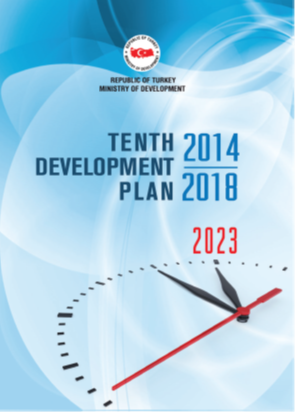 REPUBLIC OF TURKEY
MINISTRY OF DEVELOPMENT
TENTH
DEVELOPMENT
PLAN
2014
2018
2023